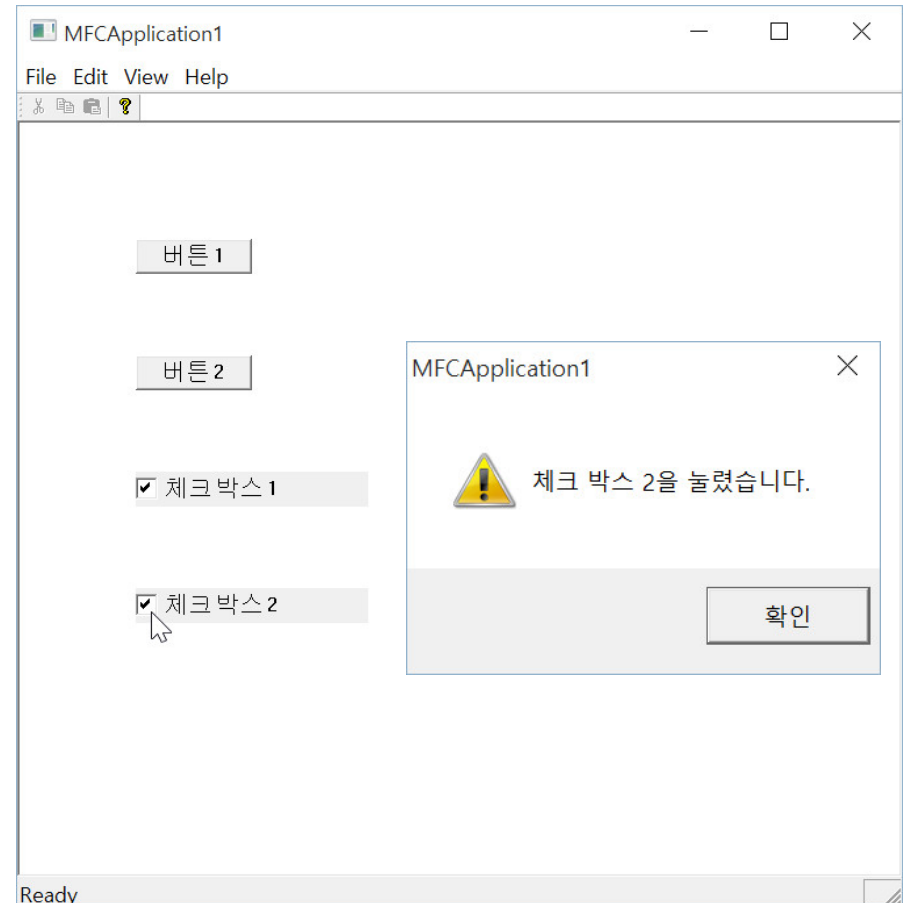 MFCApplication1
File Edit View Help
버튼1
버튼2
MFCApplication1
체크 박스 2을 눌렀습니다.
확인
체크박스1
체크박스2
Ready